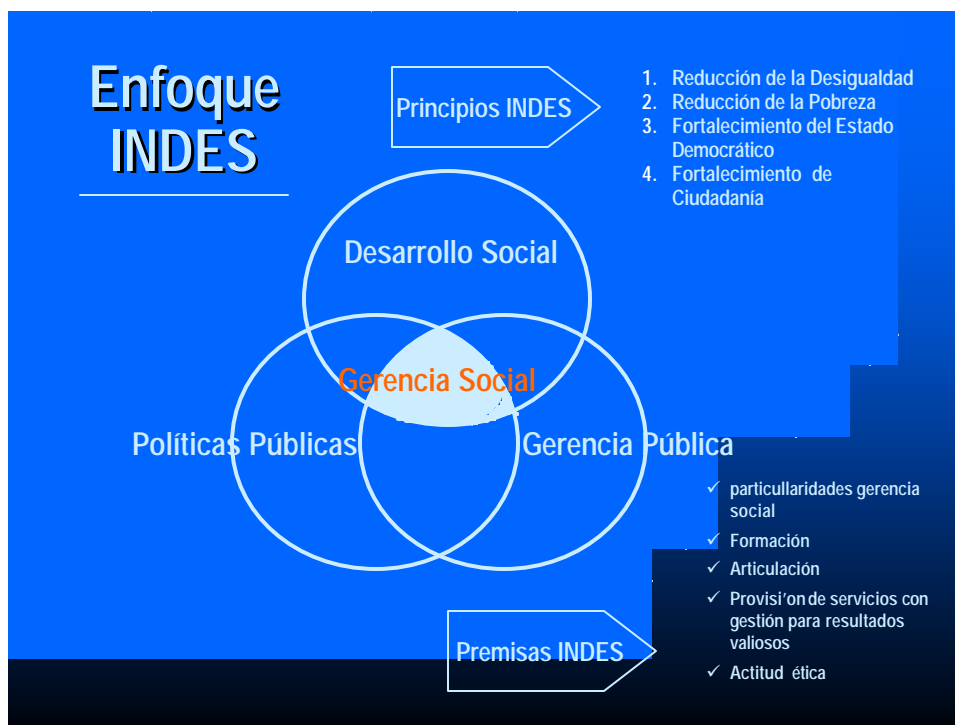 Enfoque
INDES
Principios INDES
1. Reducción de la Desigualdad
2. Reducción de la Pobreza
3. Fortalecimiento del Estado
Democrático
4. Fortalecimiento de
Ciudadanía
Desarrollo Social
Gerencia Social
Políticas Públicas
Gerencia Pública
✓ particullaridades gerencia
social
✓ Formación
✓ Articulación
✓ Provisi'on de servicios con
gestión para resultados
valiosos
✓ Actitud ética
Premisas INDES